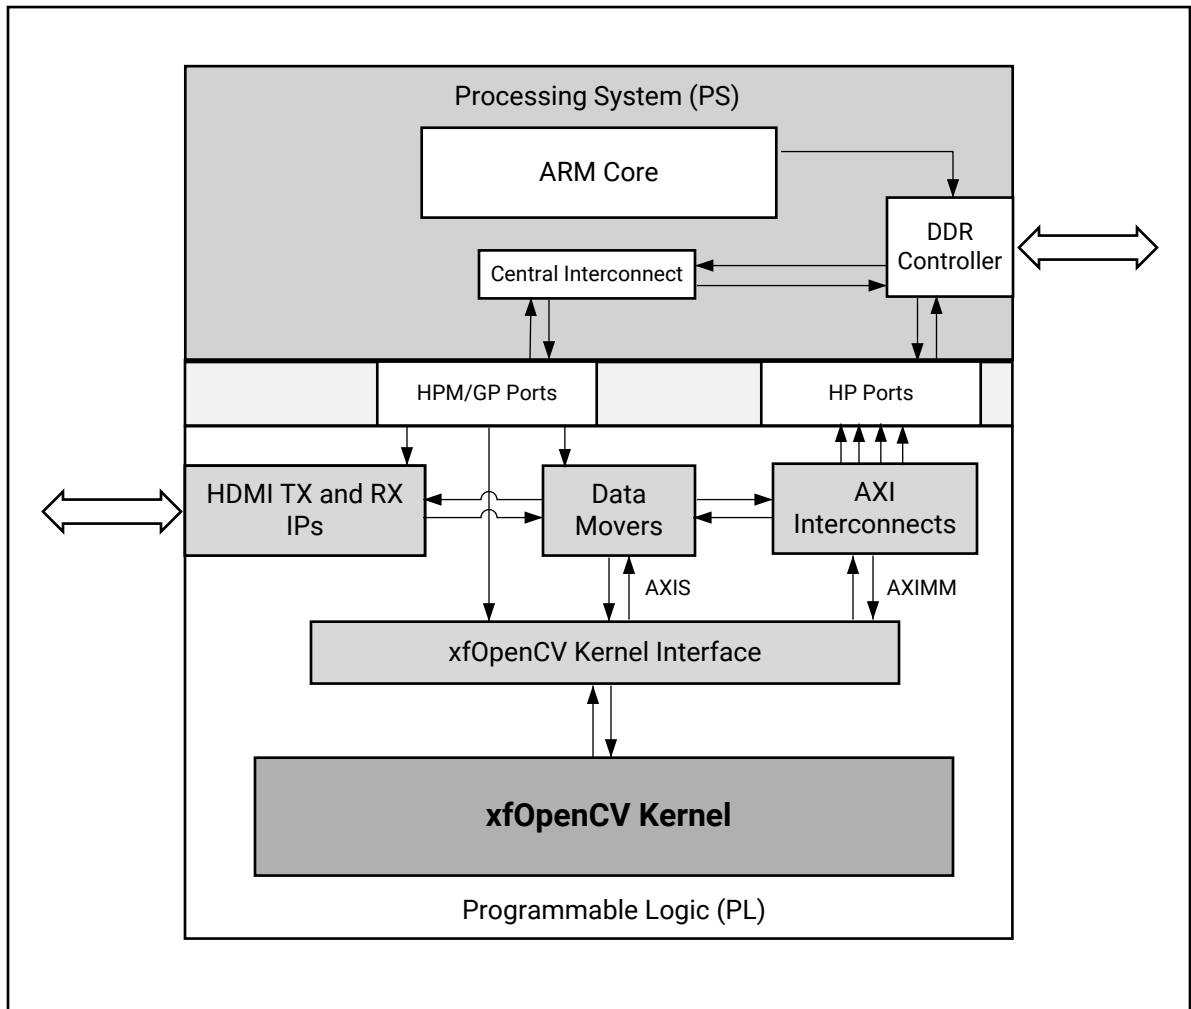 Processing System (PS)
ARM Core
DDR
Controller
Central Interconnect
HPM/GP Ports
HP Ports
HDMI TX and RX
IPs
Data
Movers
AXI
Interconnects
AXIS
AXIMM
xfOpenCV Kernel Interface
xfOpenCV Kernel
Programmable Logic (PL)